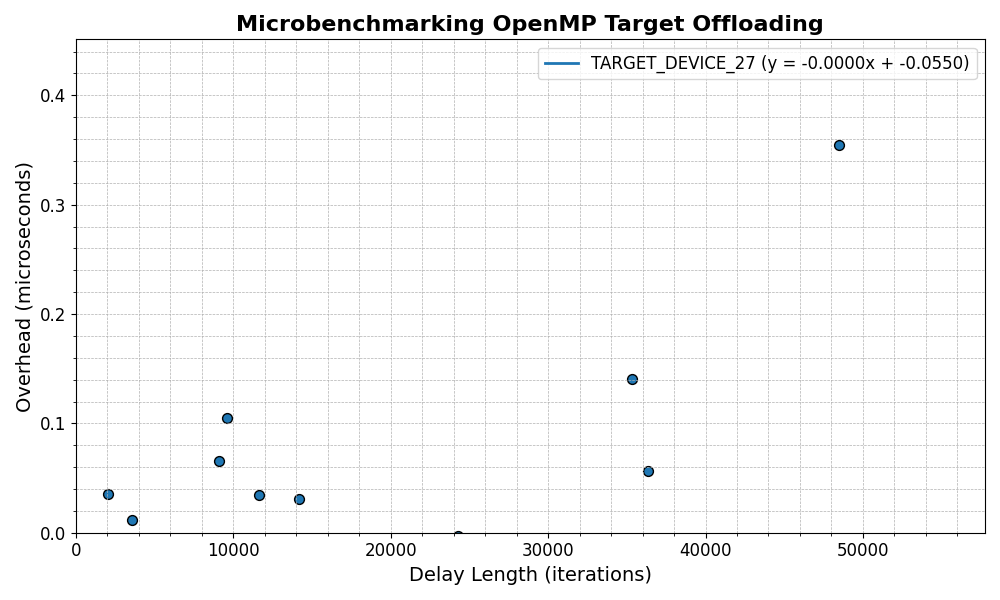 Microbenchmarking OpenMP Target Offloading
TARGET_DEVICE_27 (y = -0.0000x + -0.0550)
Overhead (microseconds)
0.4
0.3
0.2
0.1
0.0
0 10000 20000 30000 40000 50000
Delay Length (iterations)